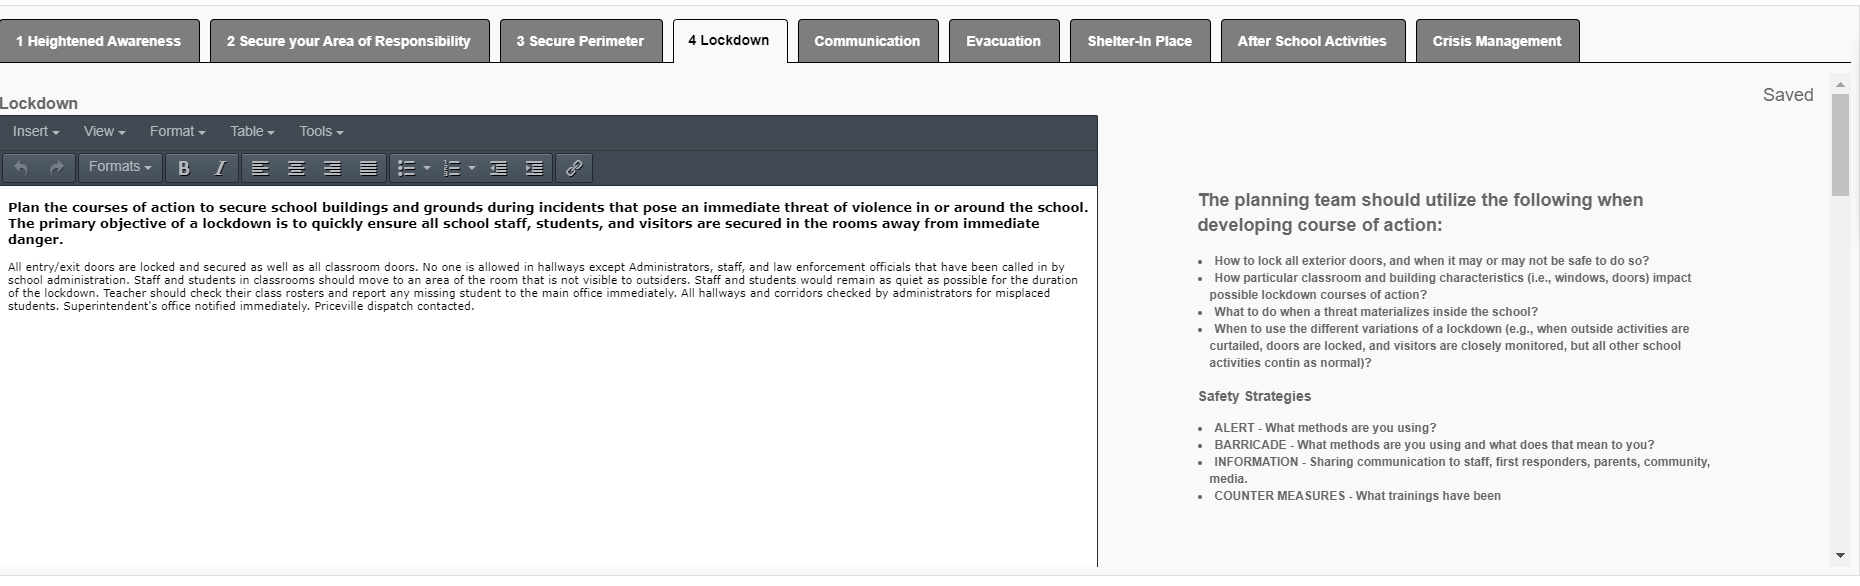 1 Heightened Awareness
2 Secure your Area of Responsibility
3 Secure Perimeter
4 Lockdown
Communication
Evacuation
Shelter-In Place
After School Activities
Crisis Management
Saved
Lockdown
Insert
View
Format
Table
Tools
Formats
B
I
Plan the courses of action to secure school buildings and grounds during incidents that pose an immediate threat of violence in or around the school.
The primary objective of a lockdown is to quickly ensure all school staff, students, and visitors are secured in the rooms away from immediate
danger.
All entry/exit doors are locked and secured as well as all classroom doors. No one is allowed in hallways except Administrators, staff, and law enforcement officials that have been called in by
school administration. Staff and students in classrooms should move to an area of the room that is not visible to outsiders. Staff and students would remain as quiet as possible for the duration
of the lockdown. Teacher should check their class rosters and report any missing student to the main office immediately. All hallways and corridors checked by administrators for misplaced
students. Superintendent's office notified immediately. Priceville dispatch contacted.
The planning team should utilize the following when
developing course of action:
• How to lock all exterior doors, and when it may or may not be safe to do so?
• How particular classroom and building characteristics (i.e., windows, doors) impact
possible lockdown courses of action?
• What to do when a threat materializes inside the school?
• When to use the different variations of a lockdown (e.g., when outside activities are
curtailed, doors are locked, and visitors are closely monitored, but all other school
activities contin as normal)?
Safety Strategies
• ALERT - What methods are you using?
• BARRICADE - What methods are you using and what does that mean to you?
• INFORMATION - Sharing communication to staff, first responders, parents, community,
media.
• COUNTER MEASURES - What trainings have been